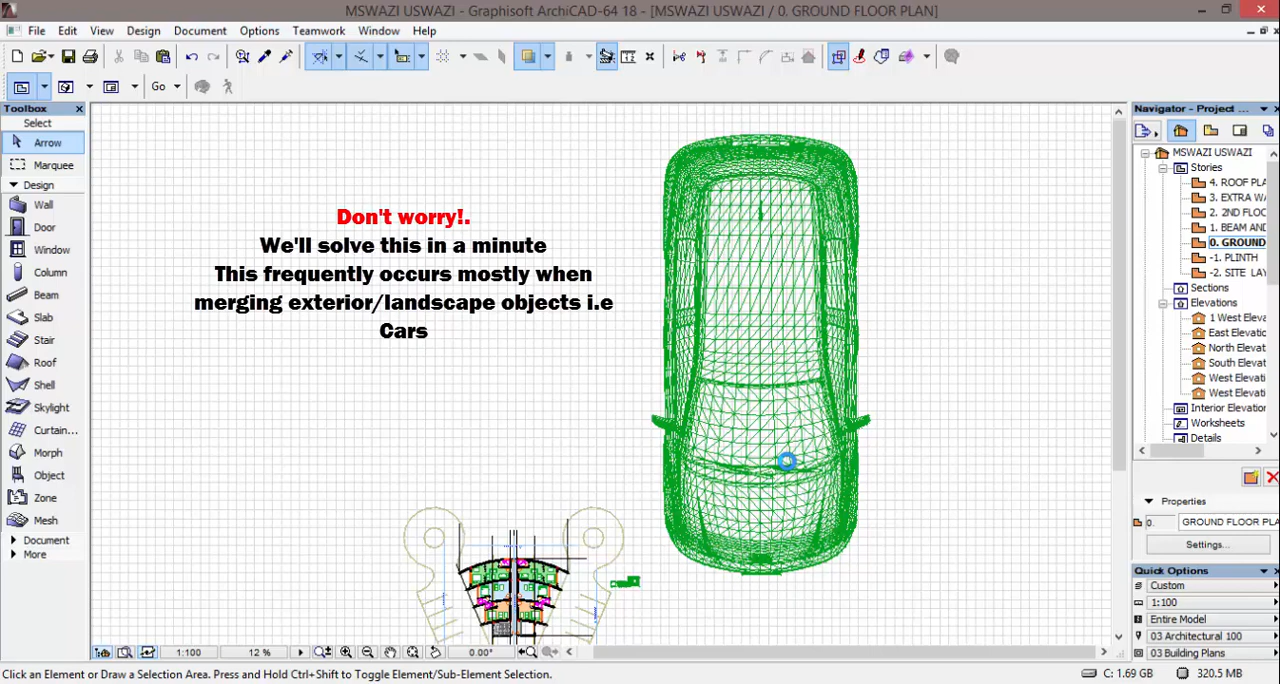 MSWAZI USWAZI - Graphisoft ArchiCAD-64 18 - [MSWAZI USWAZI / 0. GROUND FLOOR PLAN]
File Edit View Design Document Options Teamwork Window Help
Go
Toolbox
Select
Arrow
Marquee
Design
Wall
Door
Window
Column
Beam
Slab
Stair
Roof
Shell
Skylight
Curtain...
Morph
Object
Zone
Mesh
Document
More
Don't worry!.
We'll solve this in a minute
This frequently occurs mostly when
merging exterior/landscape objects i.e
Cars
1:100
12 %
0.00°
Navigator - Project ...
MSWAZI USWAZI
Stories
4. ROOF PLA
3. EXTRA WA
2. 2ND FLOC
1. BEAM AND
0. GROUND
-1. PLINTH
-2. SITE LAY
Sections
Elevations
1 West Eleva
East Elevatio
North Elevat
South Elevat
West Elevati
West Elevati
Interior Elevation
Worksheets
Details
Properties
0.
GROUND FLOOR PLA
Settings...
Quick Options
Custom
1:100
Entire Model
03 Architectural 100
03 Building Plans
Click an Element or Draw a Selection Area. Press and Hold Ctrl+Shift to Toggle Element/Sub-Element Selection.
C: 1.69 GB
320.5 MB